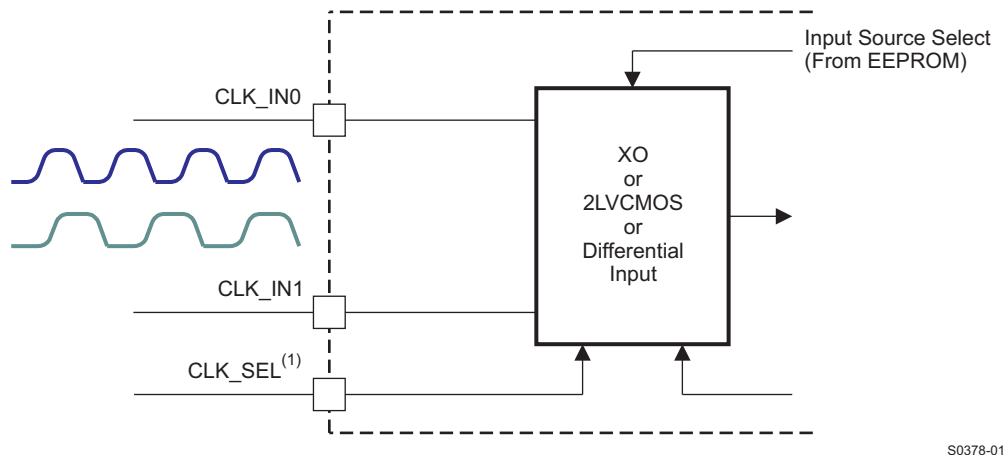 Input Source Select
(From EEPROM)
CLK_IN0
XO
or
2LVCMOS
or
Differential
Input
CLK_IN1
CLK_SEL(1)
S0378-01